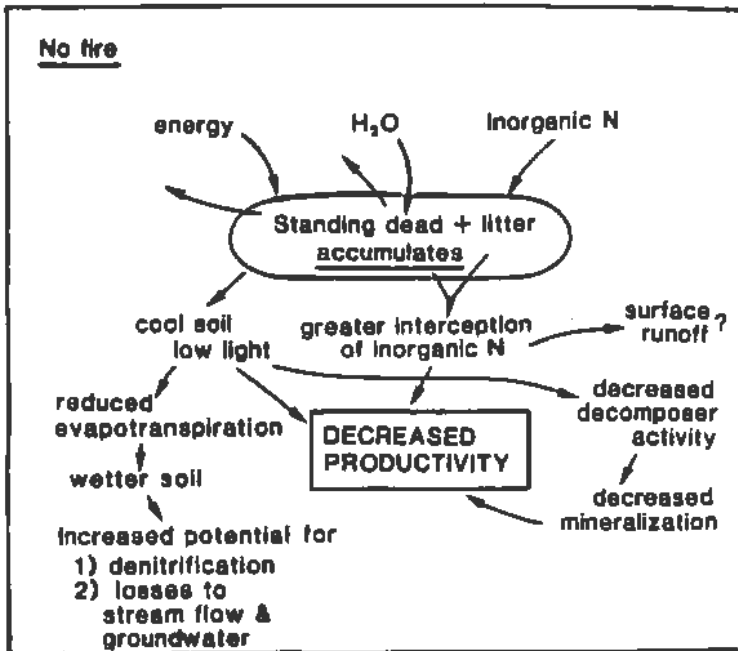 No fire
energy
H₂O
Inorganic N
Standing dead + litter
accumulates
cool soil
low light
greater interception
of inorganic N
surface ?
runoff
reduced
evapotranspiration
DECREASED
PRODUCTIVITY
decreased
decomposer
activity
wetter soil
decreased
mineralization
increased potential for
1) denitrification
2) losses to
stream flow &
groundwater